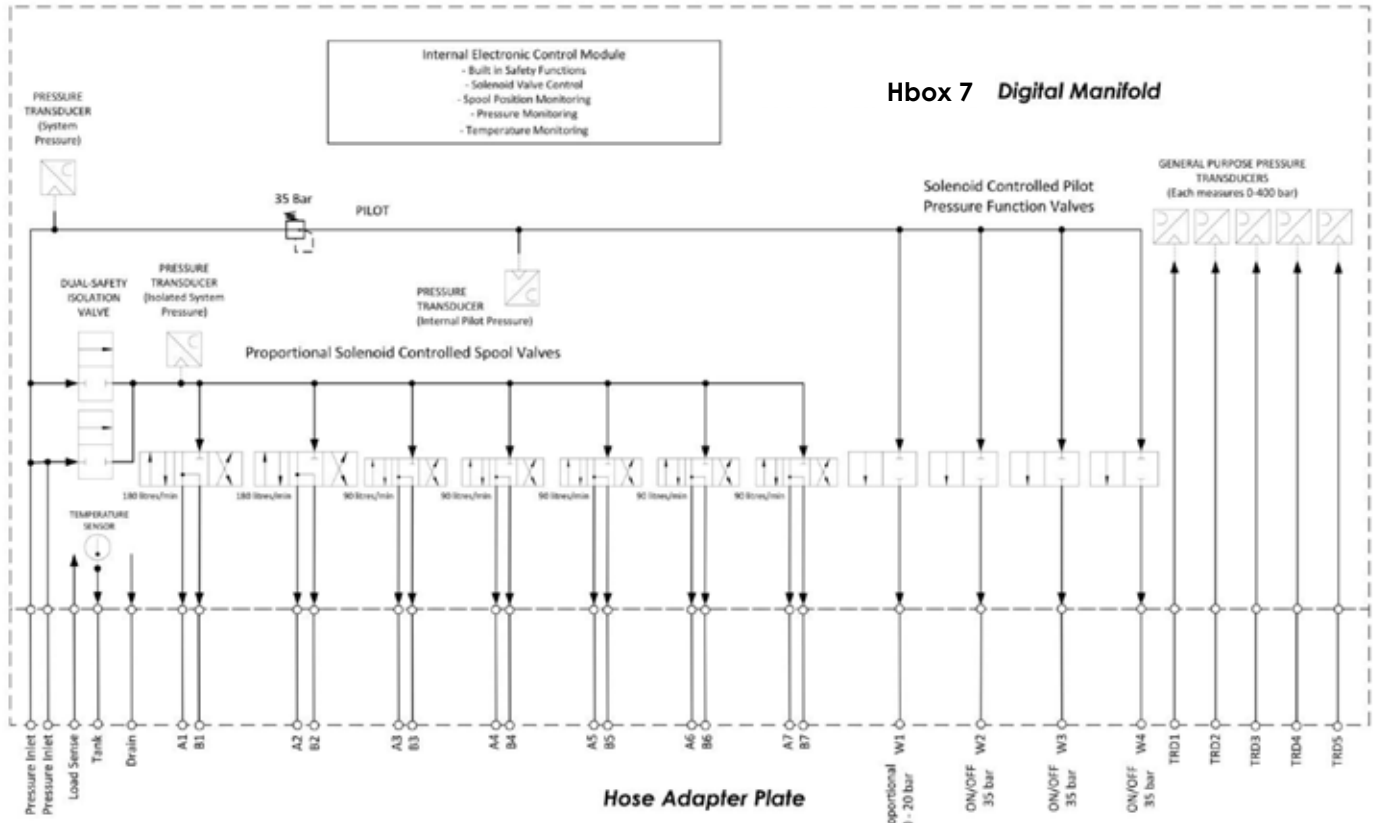 Internal Electronic Control Module
- Built in Safety Functions
- Solenoid Valve Control
- Spool Position Monitoring
- Pressure Monitoring
- Temperature Monitoring
Hbox 7 Digital Manifold
PRESSURE
TRANSDUCER
(System
Pressure)
GENERAL PURPOSE PRESSURE
TRANSDUCERS
(Each measures 0-400 bar)
35 Bar
PILOT
Solenoid Controlled Pilot
Pressure Function Valves
DUAL-SAFETY
ISOLATION
VALVE
PRESSURE
TRANSDUCER
(Isolated System
Pressure)
PRESSURE
TRANSDUCER
(Internal Pilot Pressure)
Proportional Solenoid Controlled Spool Valves
180 litres/min
180 litres/min
90 litres/min
90 litres/min
90 litres/min
90 litres/min
90 litres/min
TEMPERATURE
SENSOR
Pressure Inlet
Pressure Inlet
Load Sense
Tank
Drain
A1
B1
A2
B2
A3
B3
A4
B4
A5
B5
A6
B6
A7
B7
W1
- 20 bar
W2
ON/OFF
35 bar
W3
ON/OFF
35 bar
W4
ON/OFF
35 bar
TRD1
TRD2
TRD3
TRD4
TRD5
Hose Adapter Plate